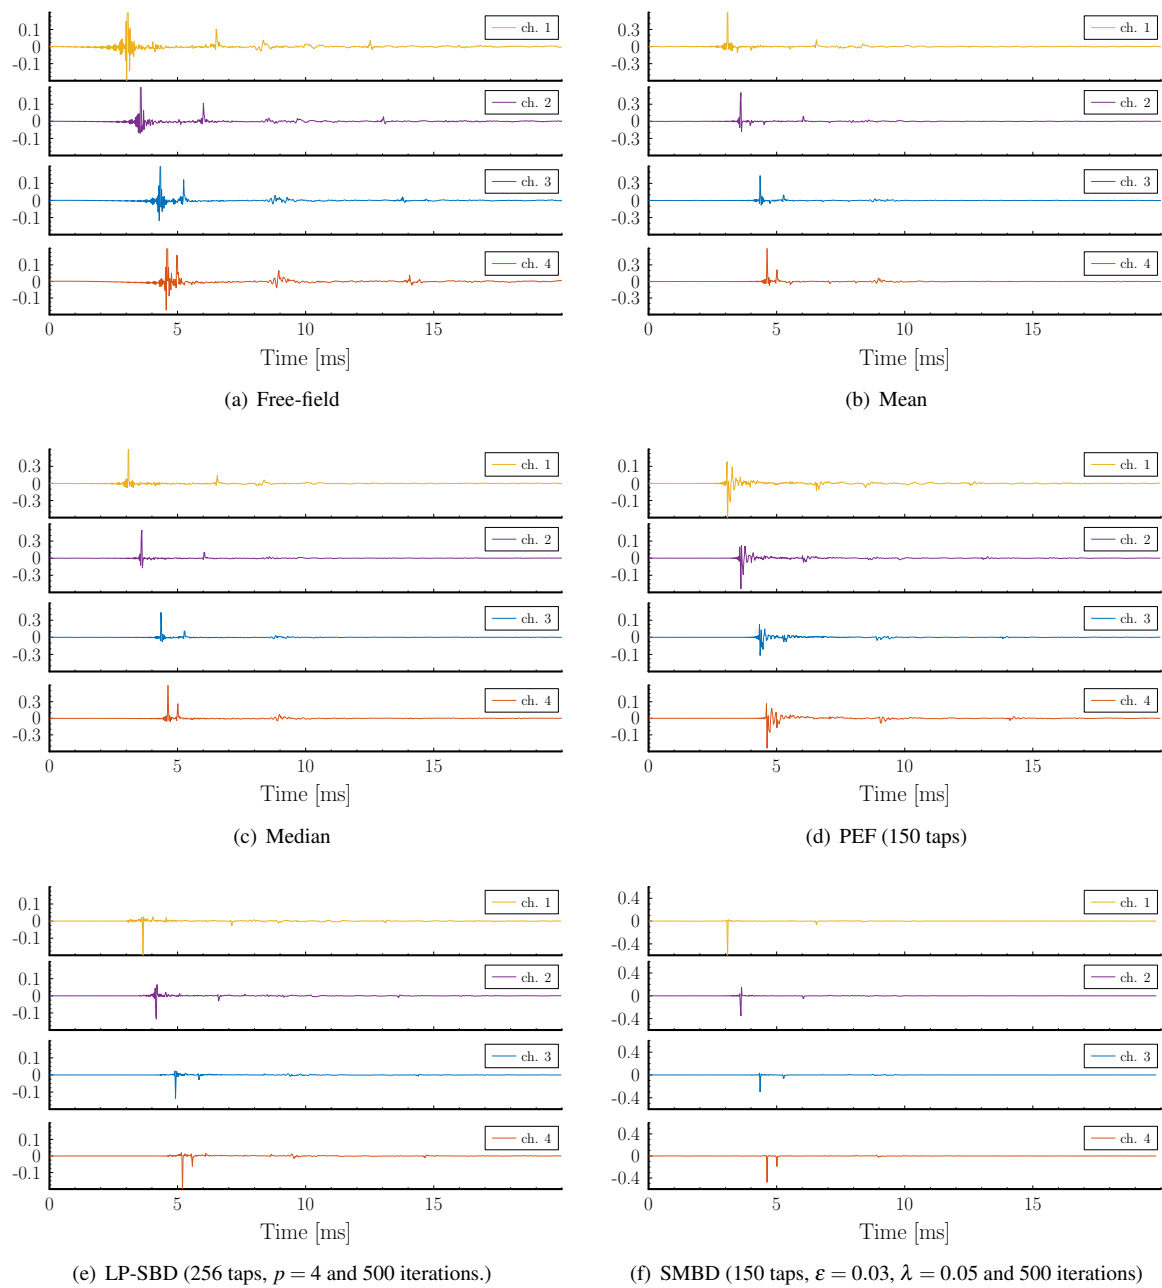 0.1
0
-0.1
ch. 1
0.1
0
-0.1
ch. 2
0.1
0
-0.1
ch. 3
0.1
0
-0.1
ch. 4
0 5 10 15
Time [ms]
(a) Free-field
0.3
0
-0.3
ch. 1
0.3
0
-0.3
ch. 2
0.3
0
-0.3
ch. 3
0.3
0
-0.3
ch. 4
0 5 10 15
Time [ms]
(b) Mean
0.3
0
-0.3
ch. 1
0.3
0
-0.3
ch. 2
0.3
0
-0.3
ch. 3
0.3
0
-0.3
ch. 4
0 5 10 15
Time [ms]
(c) Median
0.1
0
-0.1
ch. 1
0.1
0
-0.1
ch. 2
0.1
0
-0.1
ch. 3
0.1
0
-0.1
ch. 4
0 5 10 15
Time [ms]
(d) PEF (150 taps)
0.1
0
-0.1
ch. 1
0.1
0
-0.1
ch. 2
0.1
0
-0.1
ch. 3
0.1
0
-0.1
ch. 4
0 5 10 15
Time [ms]
(e) LP-SBD (256 taps, p = 4 and 500 iterations.)
0.4
0
-0.4
ch. 1
0.4
0
-0.4
ch. 2
0.4
0
-0.4
ch. 3
0.4
0
-0.4
ch. 4
0 5 10 15
Time [ms]
(f) SMBD (150 taps, ε = 0.03, λ = 0.05 and 500 iterations)